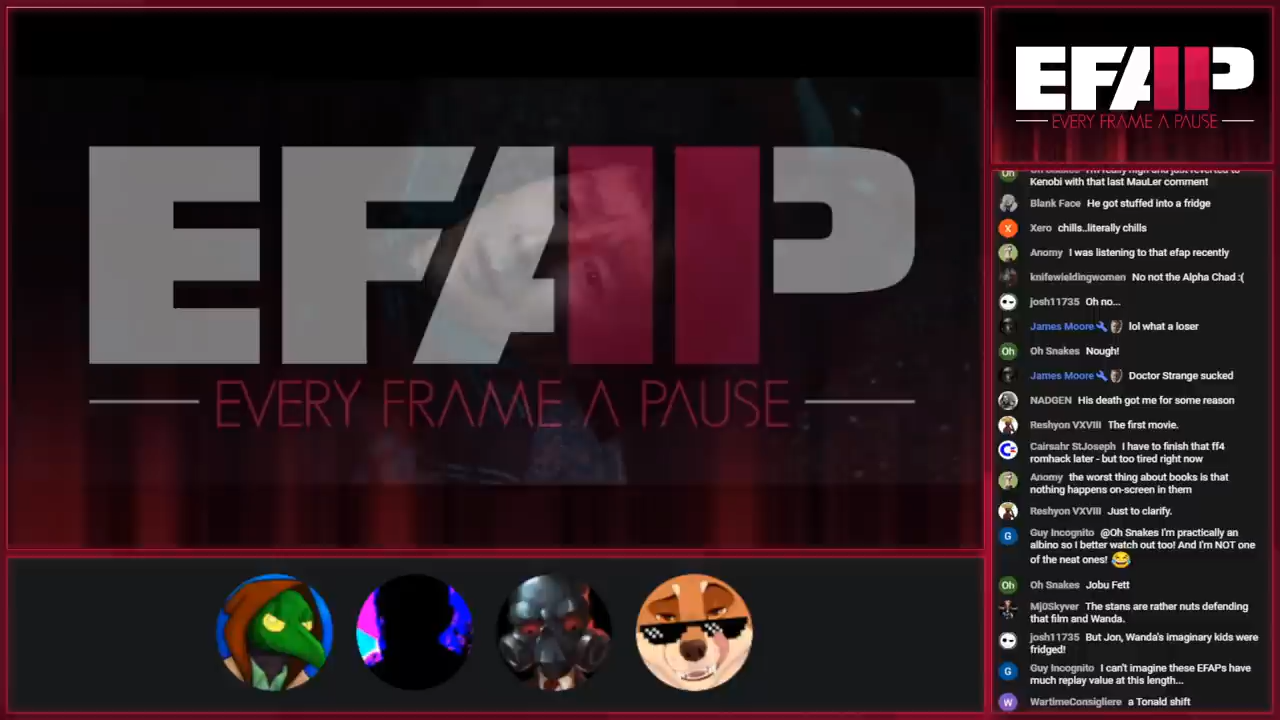 EFAP
EVERY FRAME A PAUSE
EFAP
EVERY FRAME A PAUSE
Kenobi with that last MauLer comment
Blank Face He got stuffed into a fridge
X Xero chills..literally chills
Anomy I was listening to that efap recently
knifewieldingwomen No not the Alpha Chad :(
josh11735 Oh no...
James Moore lol what a loser
Oh Oh Snakes Nough!
James Moore Doctor Strange sucked
NADGEN His death got me for some reason
Reshyon VXVIII The first movie.
Cairsahr StJoseph I have to finish that ff4
romhack later - but too tired right now
Anomy the worst thing about books is that
nothing happens on-screen in them
Reshyon VXVIII Just to clarify.
G Guy Incognito @Oh Snakes I'm practically an
albino so I better watch out too! And I'm NOT one
of the neat ones! 😂
Oh Oh Snakes Jobu Fett
Mj0Skyver The stans are rather nuts defending
that film and Wanda.
josh11735 But Jon, Wanda's imaginary kids were
fridged!
G Guy Incognito I can't imagine these EFAPs have
much replay value at this length...
W WartimeConsigliere a Tonald shift